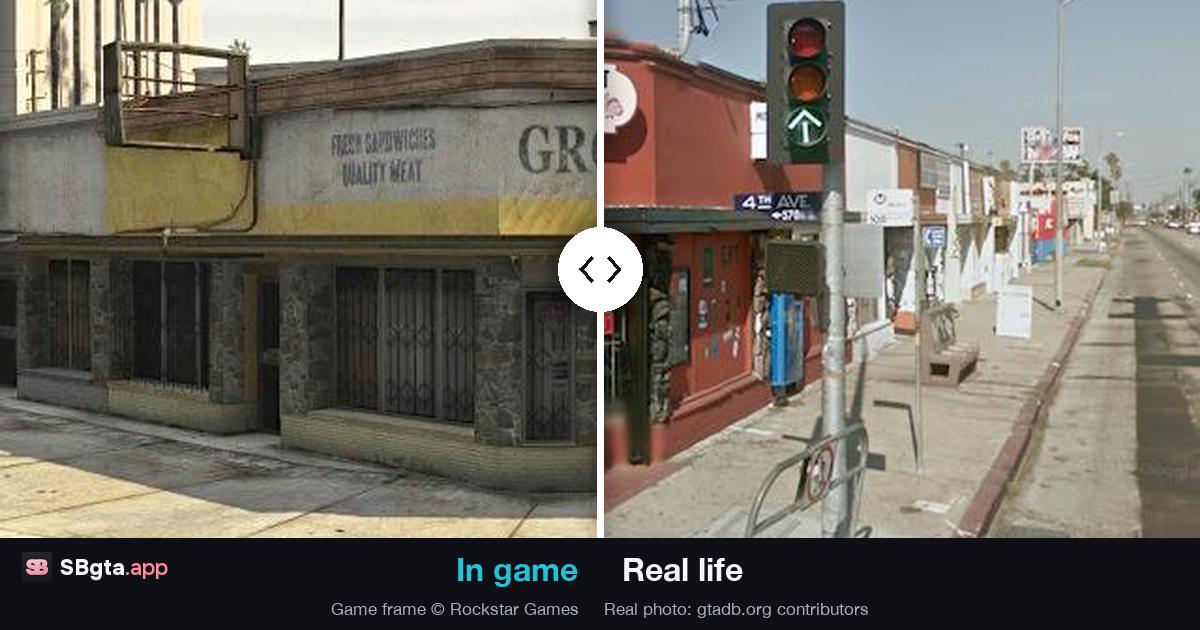 FRESH SANDWICHES
QUALITY MEAT
GRO
4TH AVE
←570
SBgta.app
In game
Real life
Game frame © Rockstar Games
Real photo: gtadb.org contributors